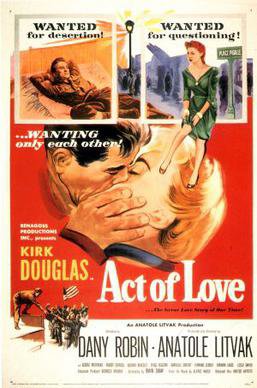 WANTED
for desertion!
WANTED
for questioning!
PLACE PIGALLE
...WANTING
only each other!
BENAGOSS
PRODUCTIONS
INC., presents
KIRK
DOUGLAS..
Act of Love
...The Secret Love Story of Our Time!
An ANATOLE LITVAK Production
DANY ROBIN · ANATOLE LITVAK